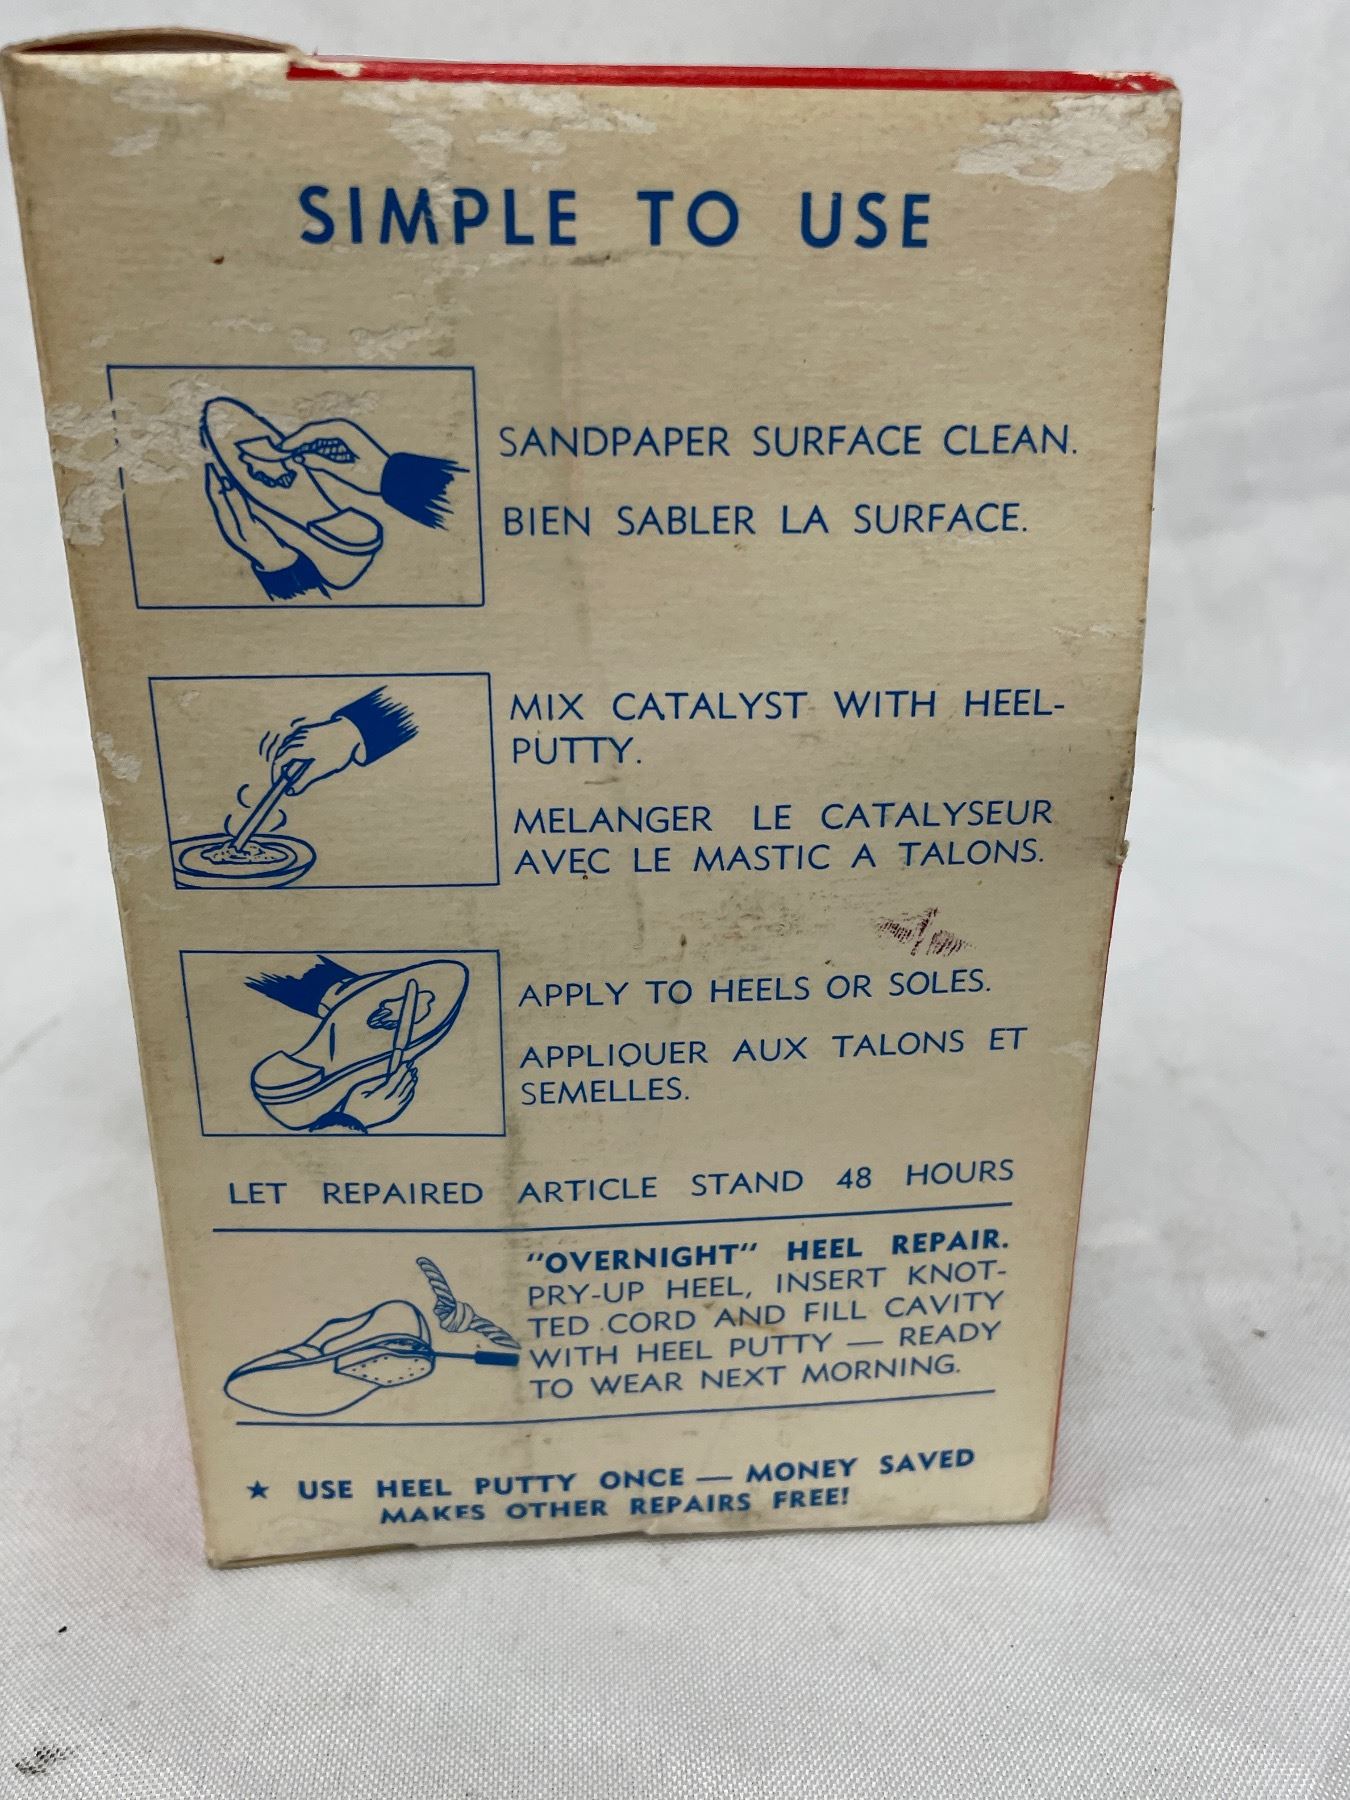 SIMPLE TO USE
SANDPAPER SURFACE CLEAN.
BIEN SABLER LA SURFACE.
MIX CATALYST WITH HEEL-
PUTTY.
MELANGER LE CATALYSEUR
AVEC LE MASTIC A TALONS.
APPLY TO HEELS OR SOLES.
APPLIQUER AUX TALONS ET
SEMELLES.
LET REPAIRED ARTICLE STAND 48 HOURS
"OVERNIGHT" HEEL REPAIR.
PRY-UP HEEL, INSERT KNOT-
TED CORD AND FILL CAVITY
WITH HEEL PUTTY — READY
TO WEAR NEXT MORNING.
★ USE HEEL PUTTY ONCE — MONEY SAVED
MAKES OTHER REPAIRS FREE!